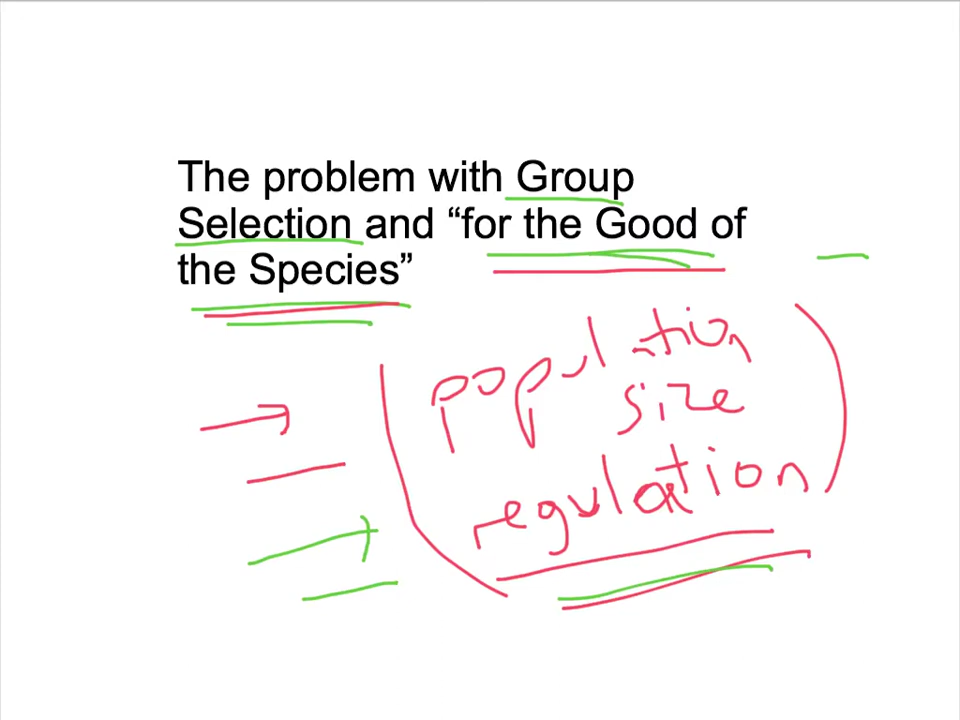 The problem with Group
Selection and “for the Good of
the Species”
population
size
regulation